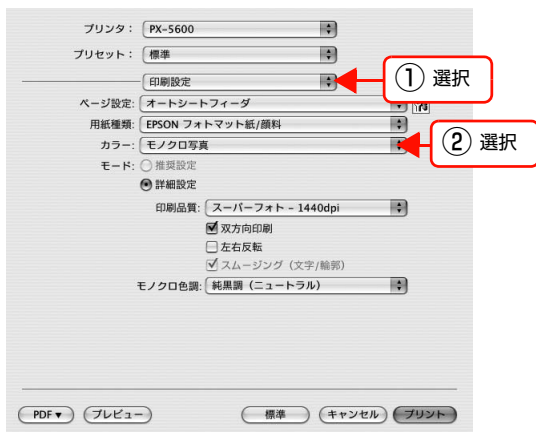 プリンタ： PX-5600
プリセット： 標準
印刷設定
① 選択
ページ設定: オートシートフィーダ
用紙種類: EPSON フォトマット紙/顔料
カラー: モノクロ写真
② 選択
モード: 推奨設定
詳細設定
印刷品質: スーパーフォト - 1440dpi
双方向印刷
左右反転
スムージング（文字/輪郭）
モノクロ色調: 純黒調（ニュートラル）
PDF▼ プレビュー 標準 キャンセル プリント